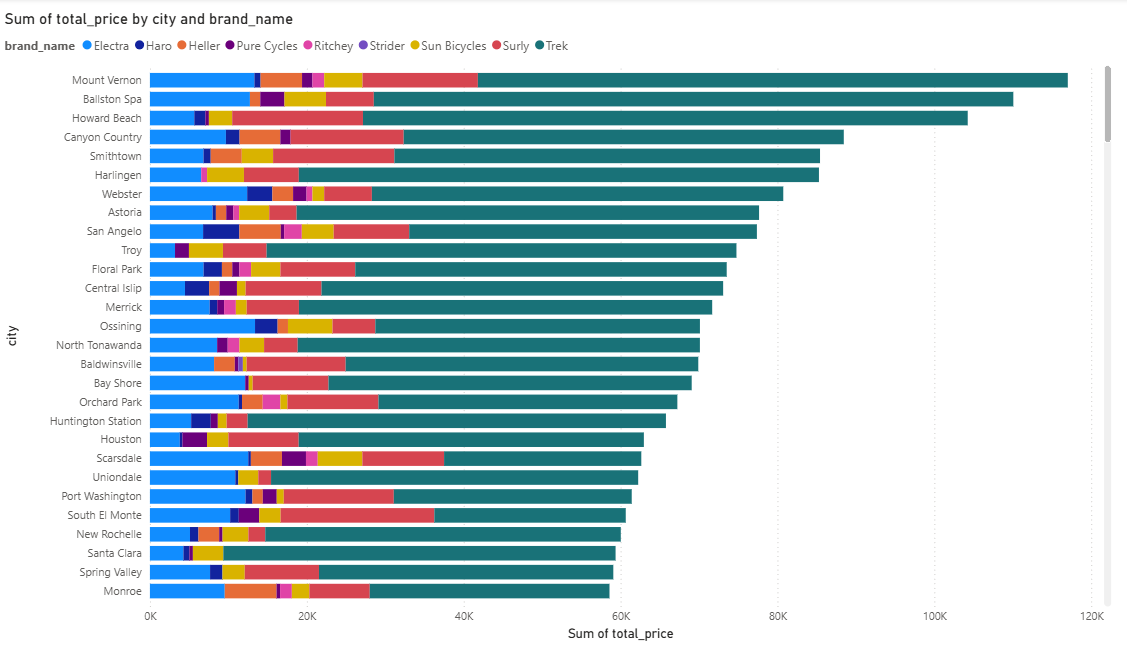 Sum of total_price by city and brand_name
brand_name Electra Haro Heller Pure Cycles Ritchey Strider Sun Bicycles Surly Trek
city
Mount Vernon
Ballston Spa
Howard Beach
Canyon Country
Smithtown
Harlingen
Webster
Astoria
San Angelo
Troy
Floral Park
Central Islip
Merrick
Ossining
North Tonawanda
Baldwinsville
Bay Shore
Orchard Park
Huntington Station
Houston
Scarsdale
Uniondale
Port Washington
South El Monte
New Rochelle
Santa Clara
Spring Valley
Monroe
0K 20K 40K 60K 80K 100K 120K
Sum of total_price